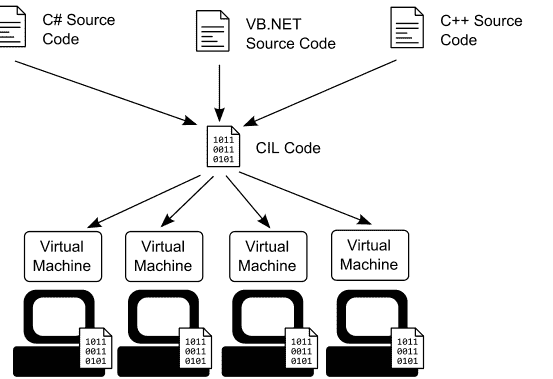 C# Source
Code
VB.NET
Source Code
C++ Source
Code
1011
0011
0101
CIL Code
Virtual
Machine
Virtual
Machine
Virtual
Machine
Virtual
Machine
1011
0011
0101
1011
0011
0101
1011
0011
0101
1011
0011
0101